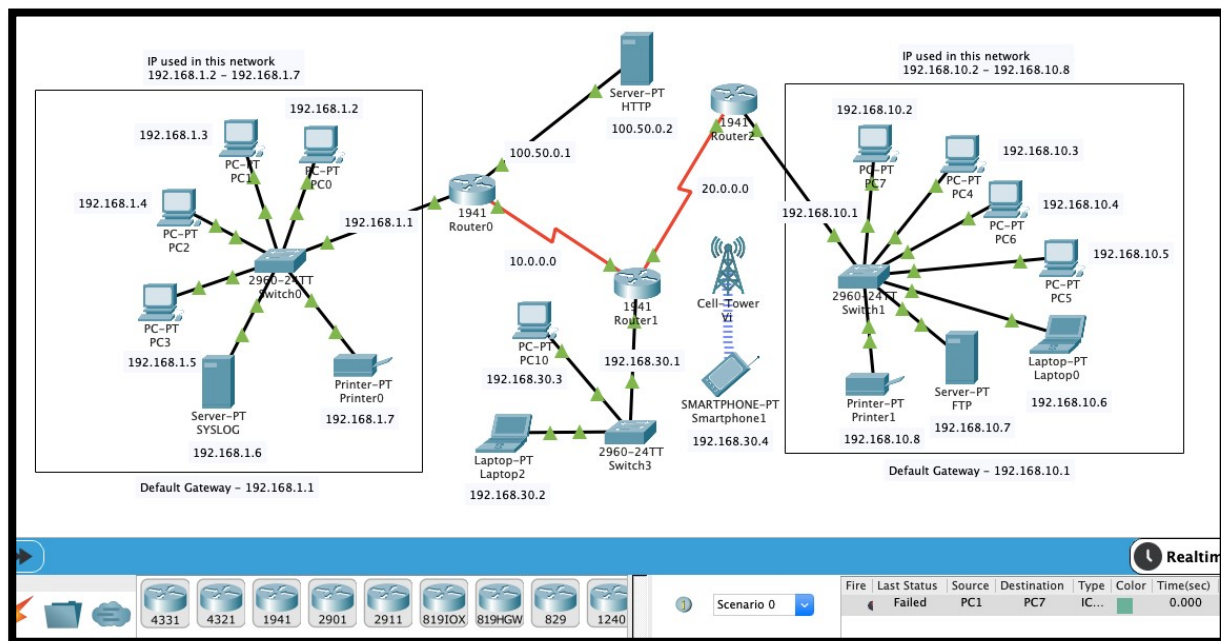 IP used in this network
192.168.1.2 - 192.168.1.7
192.168.1.2
192.168.1.3
PC-PT
PC1
PC-PT
PC0
192.168.1.4
PC-PT
PC2
192.168.1.1
2960-24TT
Switch0
PC-PT
PC3
192.168.1.5
Server-PT
SYSLOG
192.168.1.6
Printer-PT
Printer0
192.168.1.7
Default Gateway - 192.168.1.1
Server-PT
HTTP
100.50.0.2
100.50.0.1
1941
Router0
10.0.0.0
1941
Router2
20.0.0.0
1941
Router1
Cell-Tower
PC-PT
PC10
192.168.30.3
192.168.30.1
SMARTPHONE-PT
Smartphone1
192.168.30.4
Laptop-PT
Laptop2
192.168.30.2
2960-24TT
Switch3
IP used in this network
192.168.10.2 - 192.168.10.8
192.168.10.2
PC-PT
PC7
192.168.10.3
PC-PT
PC4
192.168.10.4
PC-PT
PC6
192.168.10.1
192.168.10.5
PC-PT
PC5
2960-24TT
Switch1
Laptop-PT
Laptop0
192.168.10.6
Server-PT
FTP
192.168.10.7
Printer-PT
Printer1
192.168.10.8
Default Gateway - 192.168.10.1
Realtim
4331
4321
1941
2901
2911
819IOX
819HGW
829
1240
1
Scenario 0
Fire Last Status Source Destination Type Color Time(sec)
Failed PC1 PC7 IC... 0.000